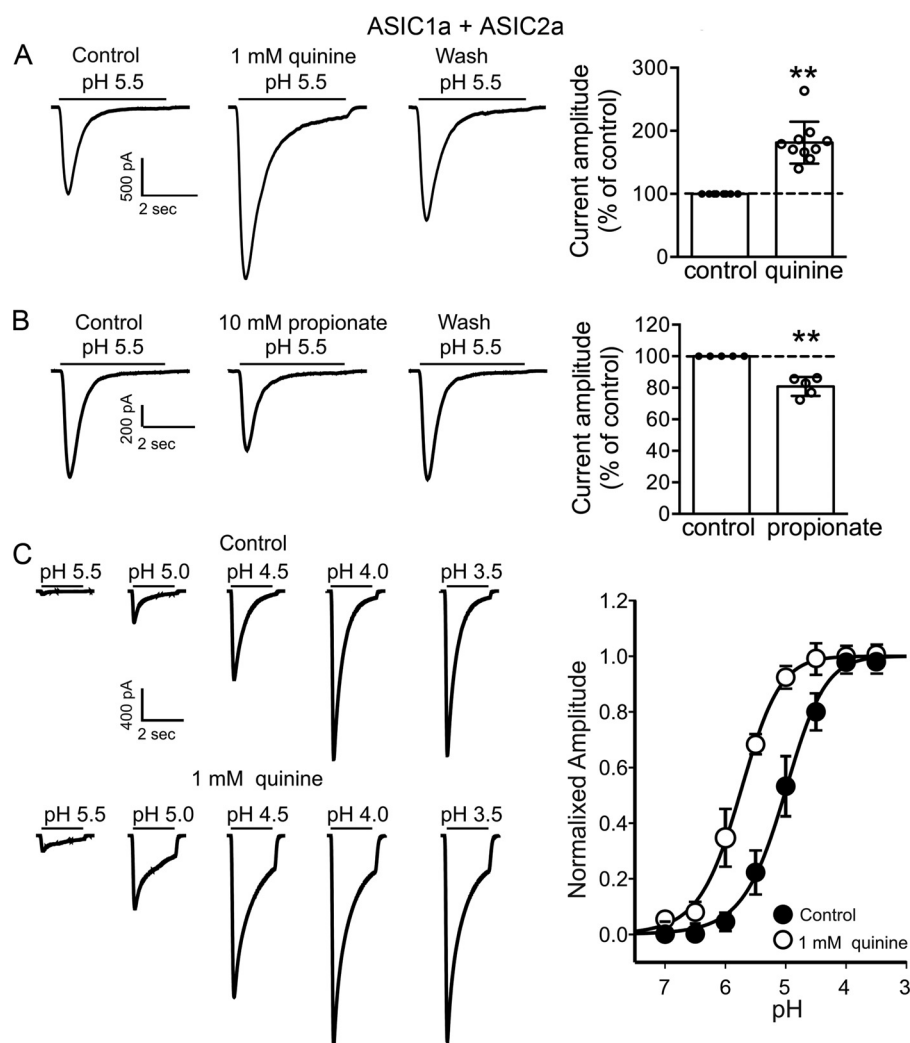 ASIC1a + ASIC2a
A
Control
pH 5.5
1 mM quinine
pH 5.5
Wash
pH 5.5
500 pA
2 sec
Current amplitude
(% of control)
300
200
100
0
**
control quinine
B
Control
pH 5.5
10 mM propionate
pH 5.5
Wash
pH 5.5
200 pA
2 sec
Current amplitude
(% of control)
120
100
80
60
40
20
0
**
control propionate
C
Control
pH 5.5 pH 5.0 pH 4.5 pH 4.0 pH 3.5
400 pA
2 sec
1 mM quinine
pH 5.5 pH 5.0 pH 4.5 pH 4.0 pH 3.5
Normalixed Amplitude
1.2
1.0
0.8
0.6
0.4
0.2
0.0
Control
1 mM quinine
7 6 5 4 3
pH